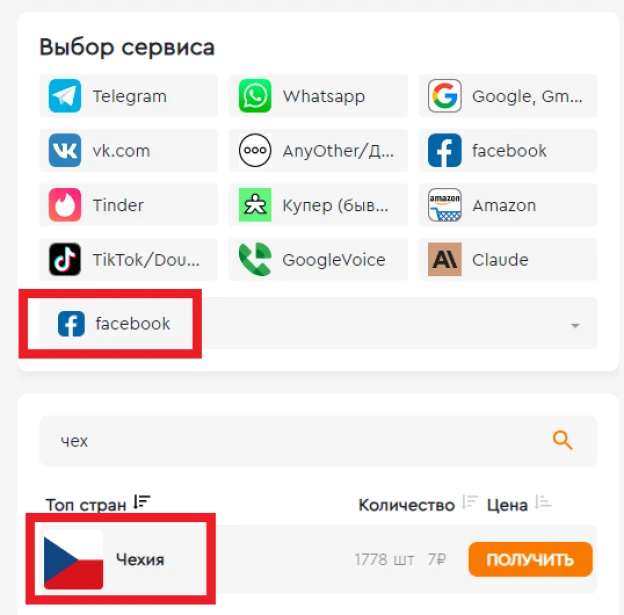 Выбор сервиса
Telegram Whatsapp Google, Gm...
vk.com AnyOther/Д... facebook
Tinder Купер (быв... amazon Amazon
TikTok/Dou... GoogleVoice Claude
facebook
чех
Топ стран Количество Цена
Чехия 1778 шт 7₽ ПОЛУЧИТЬ